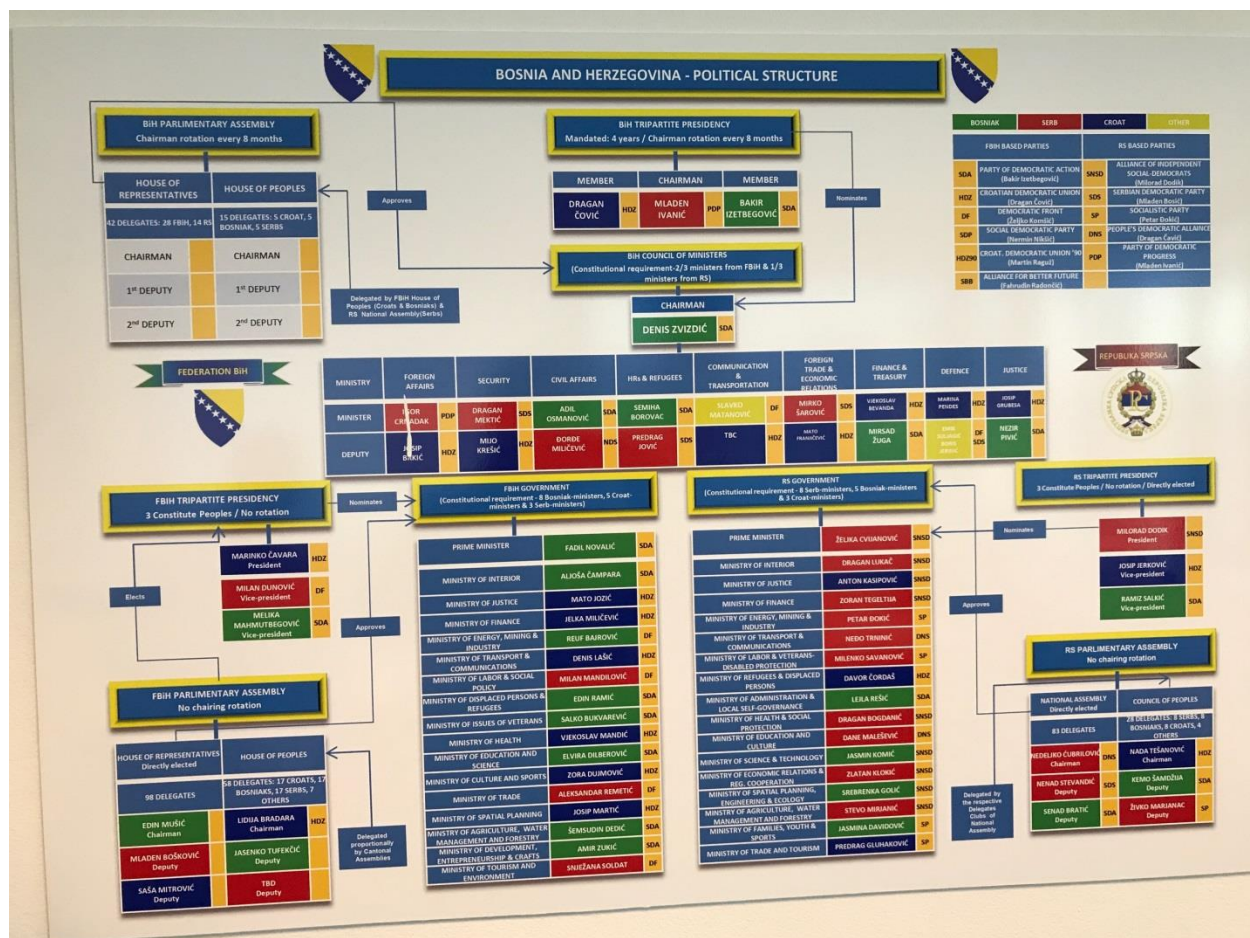 BOSNIA AND HERZEGOVINA - POLITICAL STRUCTURE
BiH PARLIMENTARY ASSEMBLY
Chairman rotation every 8 months
HOUSE OF
REPRESENTATIVES
HOUSE OF PEOPLES
42 DELEGATES: 28 FBIH, 14 RS
15 DELEGATES: 5 CROAT, 5
BOSNIAK, 5 SERBS
CHAIRMAN
CHAIRMAN
1st DEPUTY
1st DEPUTY
2nd DEPUTY
2nd DEPUTY
Approves
Delegated by FBiH House of
Peoples (Croats & Bosniaks) &
RS National Assembly(Serbs)
BiH TRIPARTITE PRESIDENCY
Mandated: 4 years / Chairman rotation every 8 months
MEMBER
CHAIRMAN
MEMBER
DRAGAN
ČOVIĆ
HDZ
MLADEN
IVANIĆ
PDP
BAKIR
IZETBEGOVIĆ
SDA
Nominates
BiH COUNCIL OF MINISTERS
(Constitutional requirement-2/3 ministers from FBiH & 1/3
ministers from RS)
CHAIRMAN
DENIS ZVIZDIĆ
SDA
BOSNIAK
SERB
CROAT
OTHER
FBIH BASED PARTIES
RS BASED PARTIES
SDA
PARTY OF DEMOCRATIC ACTION
(Bakir Izetbegović)
SNSD
ALLIANCE OF INDEPENDENT
SOCIAL-DEMOCRATS
(Milorad Dodik)
HDZ
CROATIAN DEMOCRATIC UNION
(Dragan Čović)
SDS
SERBIAN DEMOCRATIC PARTY
(Mladen Bosić)
DF
DEMOCRATIC FRONT
(Željko Komšić)
SP
SOCIALISTIC PARTY
(Petar Đokić)
SDP
SOCIAL DEMOCRATIC PARTY
(Nermin Nikšić)
DNS
PEOPLE'S DEMOCRATIC ALLAINCE
(Dragan Čavić)
HDZ90
CROAT. DEMOCRATIC UNION '90
(Martin Raguž)
PDP
PARTY OF DEMOCRATIC
PROGRESS
(Mladen Ivanić)
SBB
ALLIANCE FOR BETTER FUTURE
(Fahrudin Radončić)
FEDERATION BiH
REPUBLIKA SRPSKA
MINISTRY
FOREIGN
AFFAIRS
SECURITY
CIVIL AFFAIRS
HRs & REFUGEES
COMMUNICATION
&
TRANSPORTATION
FOREIGN
TRADE &
ECONOMIC
RELATIONS
FINANCE &
TREASURY
DEFENCE
JUSTICE
MINISTER
IGOR
CRNADAK
PDP
DRAGAN
MEKTIĆ
SDS
ADIL
OSMANOVIĆ
SDA
SEMIHA
BOROVAC
SDA
SLAVKO
MATANOVIĆ
DF
MIRKO
ŠAROVIĆ
SDS
VJEKOSLAV
BEVANDA
HDZ
MARINA
PENDEŠ
HDZ
JOSIP
GRUBEŠA
HDZ
DEPUTY
JOSIP
BRKIĆ
HDZ
MIJO
KREŠIĆ
HDZ
ĐORĐE
MILIĆEVIĆ
NDS
PREDRAG
JOVIĆ
SDS
TBC
HDZ
MATO
FRANJIČEVIĆ
HDZ
MIRSAD
ŽUGA
SDA
DF
SDS
NEZIR
PIVIĆ
SDA
FBIH TRIPARTITE PRESIDENCY
3 Constitute Peoples / No rotation
Nominates
MARINKO ČAVARA
President
HDZ
MILAN DUNOVIĆ
Vice-president
DF
MELIKA
MAHMUTBEGOVIĆ
Vice-president
SDA
Elects
Approves
FBiH PARLIMENTARY ASSEMBLY
No chairing rotation
HOUSE OF REPRESENTATIVES
Directly elected
HOUSE OF PEOPLES
98 DELEGATES
58 DELEGATES: 17 CROATS, 17
BOSNIAKS, 17 SERBS, 7
OTHERS
EDIN MUŠIĆ
Chairman
LIDIJA BRADARA
Chairman
HDZ
MLADEN BOŠKOVIĆ
Deputy
JASENKO TUFEKČIĆ
Deputy
SAŠA MITROVIĆ
Deputy
TBD
Deputy
Delegated
proportionally
by Cantonal
Assemblies
FBiH GOVERNMENT
(Constitutional requirement - 8 Bosniak-ministers, 5 Croat-
ministers & 3 Serb-ministers)
PRIME MINISTER
FADIL NOVALIĆ
SDA
MINISTRY OF INTERIOR
ALJOŠA ČAMPARA
SDA
MINISTRY OF JUSTICE
MATO JOZIĆ
HDZ
MINISTRY OF FINANCE
JELKA MILIĆEVIĆ
HDZ
MINISTRY OF ENERGY, MINING &
INDUSTRY
REUF BAJROVIĆ
DF
MINISTRY OF TRANSPORT &
COMMUNICATIONS
DENIS LAŠIĆ
HDZ
MINISTRY OF LABOR & SOCIAL
POLICY
MILAN MANDILOVIĆ
DF
MINISTRY OF DISPLACED PERSONS &
REFUGEES
EDIN RAMIĆ
SDA
MINISTRY OF ISSUES OF VETERANS
SALKO BUKVAREVIĆ
SDA
MINISTRY OF HEALTH
VJEKOSLAV MANDIĆ
HDZ
MINISTRY OF EDUCATION AND
SCIENCE
ELVIRA DILBEROVIĆ
SDA
MINISTRY OF CULTURE AND SPORTS
ZORA DUJMOVIĆ
HDZ
MINISTRY OF TRADE
ALEKSANDAR REMETIĆ
DF
MINISTRY OF SPATIAL PLANNING
JOSIP MARTIĆ
HDZ
MINISTRY OF AGRICULTURE, WATER
MANAGEMENT AND FORESTRY
ŠEMSUDIN DEDIĆ
SDA
MINISTRY OF DEVELOPMENT,
ENTREPRENEURSHIP & CRAFTS
AMIR ZUKIĆ
SDA
MINISTRY OF TOURISM AND
ENVIRONMENT
SNJEŽANA SOLDAT
DF
RS GOVERNMENT
(Constitutional requirement - 8 Serb-ministers, 5 Bosniak-ministers
& 3 Croat-ministers)
PRIME MINISTER
ŽELJKA CVIJANOVIĆ
SNSD
MINISTRY OF INTERIOR
DRAGAN LUKAČ
SNSD
MINISTRY OF JUSTICE
ANTON KASIPOVIĆ
SNSD
MINISTRY OF FINANCE
ZORAN TEGELTIJA
SNSD
MINISTRY OF ENERGY, MINING &
INDUSTRY
PETAR ĐOKIĆ
SP
MINISTRY OF TRANSPORT &
COMMUNICATIONS
NEĐO TRNINIĆ
DNS
MINISTRY OF LABOR & VETERANS-
DISABLED PROTECTION
MILENKO SAVANOVIĆ
SP
MINISTRY OF REFUGEES & DISPLACED
PERSONS
DAVOR ČORDAŠ
HDZ
MINISTRY OF ADMINISTRATION &
LOCAL SELF-GOVERNANCE
LEJLA REŠIĆ
SDA
MINISTRY OF HEALTH & SOCIAL
PROTECTION
DRAGAN BOGDANIĆ
SNSD
MINISTRY OF EDUCATION AND
CULTURE
DANE MALEŠEVIĆ
DNS
MINISTRY OF SCIENCE & TECHNOLOGY
JASMIN KOMIĆ
SNSD
MINISTRY OF ECONOMIC RELATIONS &
REG. COOPERATION
ZLATAN KLOKIĆ
SNSD
MINISTRY OF SPATIAL PLANNING,
ENGINEERING & ECOLOGY
SREBRENKA GOLIĆ
SNSD
MINISTRY OF AGRICULTURE, WATER
MANAGEMENT AND FORESTRY
STEVO MIRJANIĆ
SNSD
MINISTRY OF FAMILIES, YOUTH &
SPORTS
JASMINA DAVIDOVIĆ
SP
MINISTRY OF TRADE AND TOURISM
PREDRAG GLUHAKOVIĆ
SP
RS TRIPARTITE PRESIDENCY
3 Constitute Peoples / No rotation / Directly elected
Nominates
MILORAD DODIK
President
SNSD
JOSIP JERKOVIĆ
Vice-president
HDZ
RAMIZ SALKIĆ
Vice-president
SDA
Approves
RS PARLIMENTARY ASSEMBLY
No chairing rotation
NATIONAL ASSEMBLY
Directly elected
COUNCIL OF PEOPLES
83 DELEGATES
28 DELEGATES: 8 SERBS, 8
BOSNIAKS, 8 CROATS, 4
OTHERS
NEDELJKO ČUBRILOVIĆ
Chairman
DNS
NADA TEŠANOVIĆ
Chairman
HDZ
NENAD STEVANDIĆ
Deputy
SDS
KEMO ŠAMDŽIJA
Deputy
SDA
SENAD BRATIĆ
Deputy
SDA
ŽIVKO MARJANAC
Deputy
SP
Delegated by
the respective
Delegates
Clubs of
National
Assembly